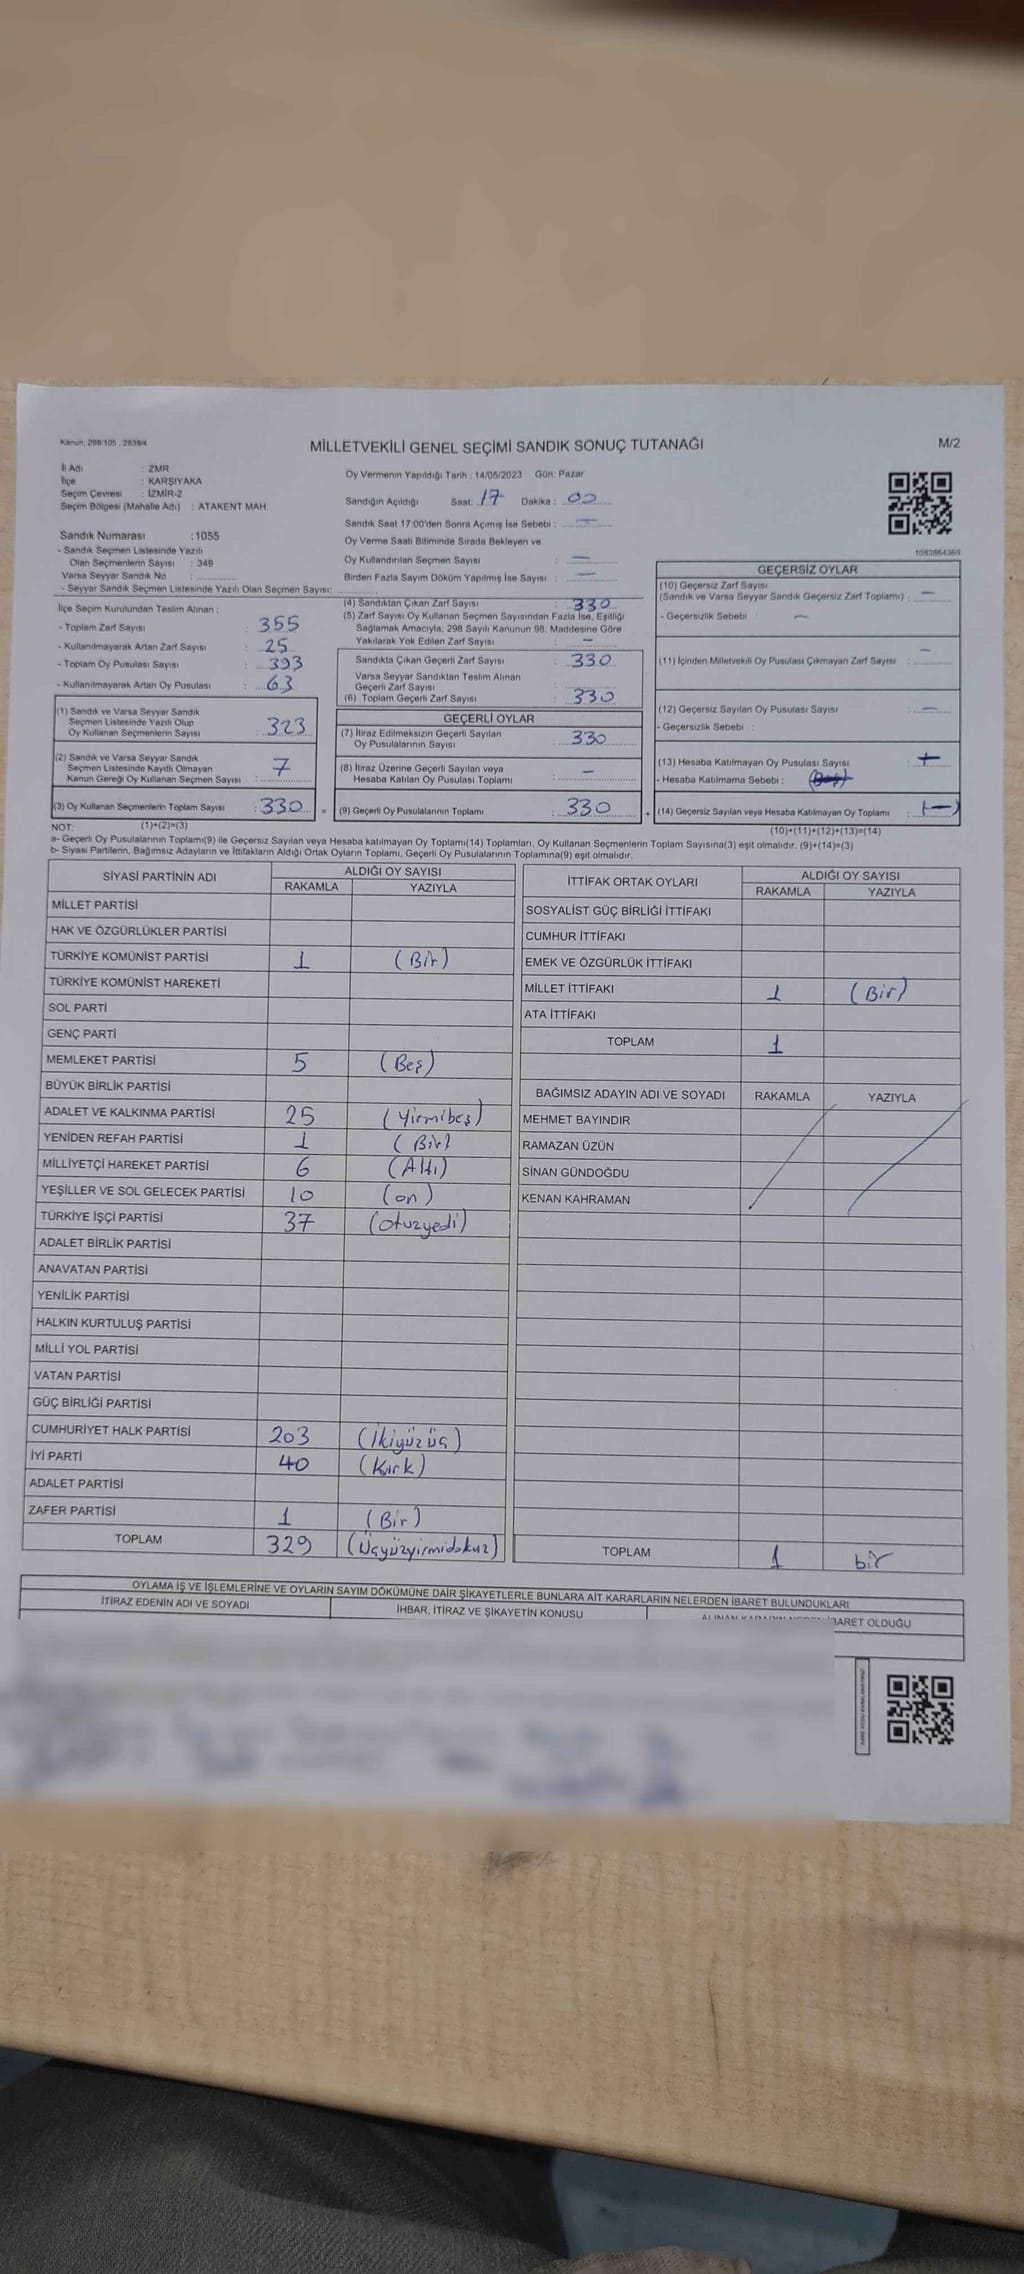 Kanun: 298/105 , 2839/4
MİLLETVEKİLİ GENEL SEÇİMİ SANDIK SONUÇ TUTANAĞI
M/2
İl Adı : ZMR
İlçe : KARŞIYAKA
Seçim Çevresi : İZMİR-2
Seçim Bölgesi (Mahalle Adı) : ATAKENT MAH.
Sandık Numarası : 1055
- Sandık Seçmen Listesinde Yazılı
Olan Seçmenlerin Sayısı : 349
Varsa Seyyar Sandık No :
- Seyyar Sandık Seçmen Listesinde Yazılı Olan Seçmen Sayısı:
Oy Vermenin Yapıldığı Tarih : 14/05/2023 Gün: Pazar
Sandığın Açıldığı Saat: 17 Dakika : 00
Sandık Saat 17:00'den Sonra Açımış İse Sebebi : —
Oy Verme Saati Bitiminde Sırada Bekleyen ve
Oy Kullandırılan Seçmen Sayısı : —
Birden Fazla Sayım Döküm Yapılmış İse Sayısı : —
1083864369
İlçe Seçim Kurulundan Teslim Alınan :
- Toplam Zarf Sayısı : 355
- Kullanılmayarak Artan Zarf Sayısı : 25
- Toplam Oy Pusulası Sayısı : 393
- Kullanılmayarak Artan Oy Pusulası : 63
(1) Sandık ve Varsa Seyyar Sandık
Seçmen Listesinde Yazılı Olup
Oy Kullanan Seçmenlerin Sayısı : 323
(2) Sandık ve Varsa Seyyar Sandık
Seçmen Listesinde Kayıtlı Olmayan
Kanun Gereği Oy Kullanan Seçmen Sayısı : 7
(3) Oy Kullanan Seçmenlerin Toplam Sayısı : 330 =
(4) Sandıktan Çıkan Zarf Sayısı : 330
(5) Zarf Sayısı Oy Kullanan Seçmen Sayısından Fazla İse, Eşitliği
Sağlamak Amacıyla, 298 Sayılı Kanunun 98. Maddesine Göre
Yakılarak Yok Edilen Zarf Sayısı : —
Sandıkta Çıkan Geçerli Zarf Sayısı : 330
Varsa Seyyar Sandıktan Teslim Alınan
Geçerli Zarf Sayısı :
(6) Toplam Geçerli Zarf Sayısı : 330
GEÇERLİ OYLAR
(7) İtiraz Edilmeksizin Geçerli Sayılan
Oy Pusulalarının Sayısı : 330
(8) İtiraz Üzerine Geçerli Sayılan veya
Hesaba Katılan Oy Pusulası Toplamı : —
(9) Geçerli Oy Pusulalarının Toplamı : 330 +
GEÇERSİZ OYLAR
(10) Geçersiz Zarf Sayısı
(Sandık ve Varsa Seyyar Sandık Geçersiz Zarf Toplamı) : —
- Geçersizlik Sebebi : —
(11) İçinden Milletvekili Oy Pusulası Çıkmayan Zarf Sayısı : —
(12) Geçersiz Sayılan Oy Pusulası Sayısı : —
- Geçersizlik Sebebi :
(13) Hesaba Katılmayan Oy Pusulası Sayısı :
- Hesaba Katılmama Sebebi :
(14) Geçersiz Sayılan veya Hesaba Katılmayan Oy Toplamı : (—)
NOT: (1)+(2)=(3)
(10)+(11)+(12)+(13)=(14)
a- Geçerli Oy Pusulalarının Toplamı(9) ile Geçersiz Sayılan veya Hesaba katılmayan Oy Toplamı(14) Toplamları, Oy Kullanan Seçmenlerin Toplam Sayısına(3) eşit olmalıdır. (9)+(14)=(3)
b- Siyasi Partilerin, Bağımsız Adayların ve İttifakların Aldığı Ortak Oyların Toplamı, Geçerli Oy Pusulalarının Toplamına(9) eşit olmalıdır.
SİYASİ PARTİNİN ADI ALDIĞI OY SAYISI
RAKAMLA YAZIYLA
MİLLET PARTİSİ
HAK VE ÖZGÜRLÜKLER PARTİSİ
TÜRKİYE KOMÜNİST PARTİSİ 1 (Bir)
TÜRKİYE KOMÜNİST HAREKETİ
SOL PARTİ
GENÇ PARTİ
MEMLEKET PARTİSİ 5 (Beş)
BÜYÜK BİRLİK PARTİSİ
ADALET VE KALKINMA PARTİSİ 25 (Yirmibeş)
YENİDEN REFAH PARTİSİ 1 (Bir)
MİLLİYETÇİ HAREKET PARTİSİ 6 (Altı)
YEŞİLLER VE SOL GELECEK PARTİSİ 10 (on)
TÜRKİYE İŞÇİ PARTİSİ 37 (otuzyedi)
ADALET BİRLİK PARTİSİ
ANAVATAN PARTİSİ
YENİLİK PARTİSİ
HALKIN KURTULUŞ PARTİSİ
MİLLİ YOL PARTİSİ
VATAN PARTİSİ
GÜÇ BİRLİĞİ PARTİSİ
CUMHURİYET HALK PARTİSİ 203 (İkiyüzüç)
İYİ PARTİ 40 (Kırk)
ADALET PARTİSİ
ZAFER PARTİSİ 1 (Bir)
TOPLAM 329 (Üçyüzyirmidokuz)
İTTİFAK ORTAK OYLARI ALDIĞI OY SAYISI
RAKAMLA YAZIYLA
SOSYALİST GÜÇ BİRLİĞİ İTTİFAKI
CUMHUR İTTİFAKI
EMEK VE ÖZGÜRLÜK İTTİFAKI
MİLLET İTTİFAKI 1 (Bir)
ATA İTTİFAKI
TOPLAM 1
BAĞIMSIZ ADAYIN ADI VE SOYADI RAKAMLA YAZIYLA
MEHMET BAYINDIR
RAMAZAN ÜZÜN
SİNAN GÜNDOĞDU
KENAN KAHRAMAN
TOPLAM 1 bir
OYLAMA İŞ VE İŞLEMLERİNE VE OYLARIN SAYIM DÖKÜMÜNE DAİR ŞİKAYETLERLE BUNLARA AİT KARARLARIN NELERDEN İBARET BULUNDUKLARI
İTİRAZ EDENİN ADI VE SOYADI İHBAR, İTİRAZ VE ŞİKAYETİN KONUSU ALINAN KARARIN NEDEN İBARET OLDUĞU